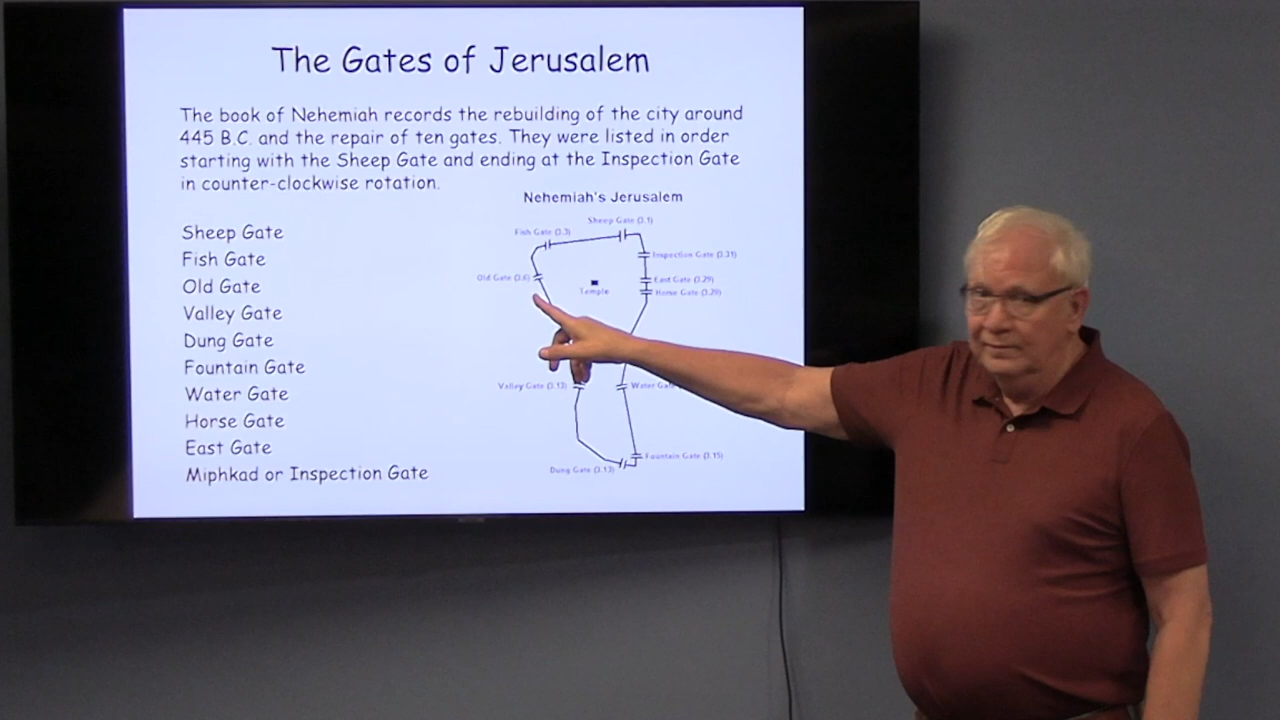 The Gates of Jerusalem
The book of Nehemiah records the rebuilding of the city around
445 B.C. and the repair of ten gates. They were listed in order
starting with the Sheep Gate and ending at the Inspection Gate
in counter-clockwise rotation.
Sheep Gate
Fish Gate
Old Gate
Valley Gate
Dung Gate
Fountain Gate
Water Gate
Horse Gate
East Gate
Miphkad or Inspection Gate
Nehemiah's Jerusalem
Sheep Gate (3.1)
Fish Gate (3.3)
Inspection Gate (3.31)
Old Gate (3.6)
East Gate (3.29)
Temple
Horse Gate (3.28)
Valley Gate (3.13)
Water Gate
Fountain Gate (3.15)
Dung Gate (3.13)